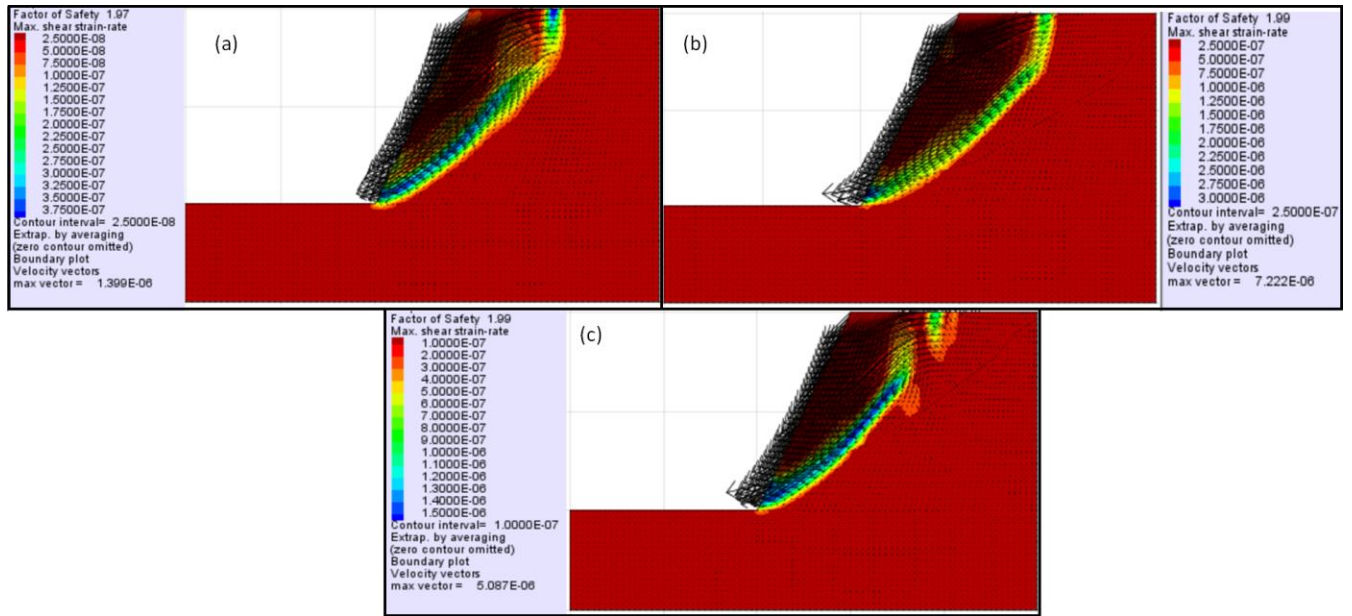 Factor of Safety 1.97
Max. shear strain-rate
2.5000E-08
5.0000E-08
7.5000E-08
1.0000E-07
1.2500E-07
1.5000E-07
1.7500E-07
2.0000E-07
2.2500E-07
2.5000E-07
2.7500E-07
3.0000E-07
3.2500E-07
3.5000E-07
3.7500E-07
Contour interval= 2.5000E-08
Extrap. by averaging
(zero contour omitted)
Boundary plot
Velocity vectors
max vector = 1.399E-06
(a)
(b)
Factor of Safety 1.99
Max. shear strain-rate
2.5000E-07
5.0000E-07
7.5000E-07
1.0000E-06
1.2500E-06
1.5000E-06
1.7500E-06
2.0000E-06
2.2500E-06
2.5000E-06
2.7500E-06
3.0000E-06
Contour interval= 2.5000E-07
Extrap. by averaging
(zero contour omitted)
Boundary plot
Velocity vectors
max vector = 7.222E-06
Factor of Safety 1.99
Max. shear strain-rate
1.0000E-07
2.0000E-07
3.0000E-07
4.0000E-07
5.0000E-07
6.0000E-07
7.0000E-07
8.0000E-07
9.0000E-07
1.0000E-06
1.1000E-06
1.2000E-06
1.3000E-06
1.4000E-06
1.5000E-06
Contour interval= 1.0000E-07
Extrap. by averaging
(zero contour omitted)
Boundary plot
Velocity vectors
max vector = 5.087E-06
(c)